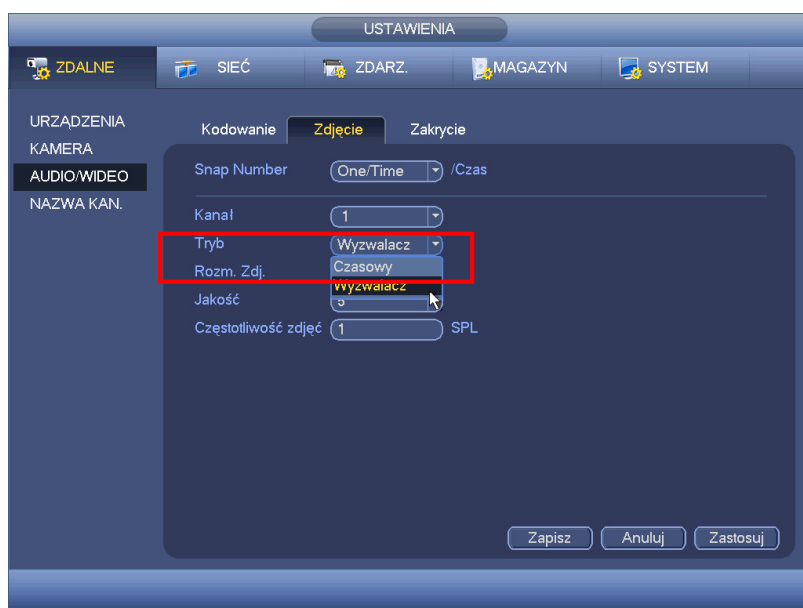 USTAWIENIA
ZDALNE SIEĆ ZDARZ. MAGAZYN SYSTEM
URZĄDZENIA
KAMERA
AUDIO/WIDEO
NAZWA KAN.
Kodowanie Zdjęcie Zakrycie
Snap Number One/Time /Czas
Kanał 1
Tryb Wyzwalacz
Rozm. Zdj. Czasowy
Wyzwalacz
Jakość 5
Częstotliwość zdjęć 1 SPL
Zapisz Anuluj Zastosuj